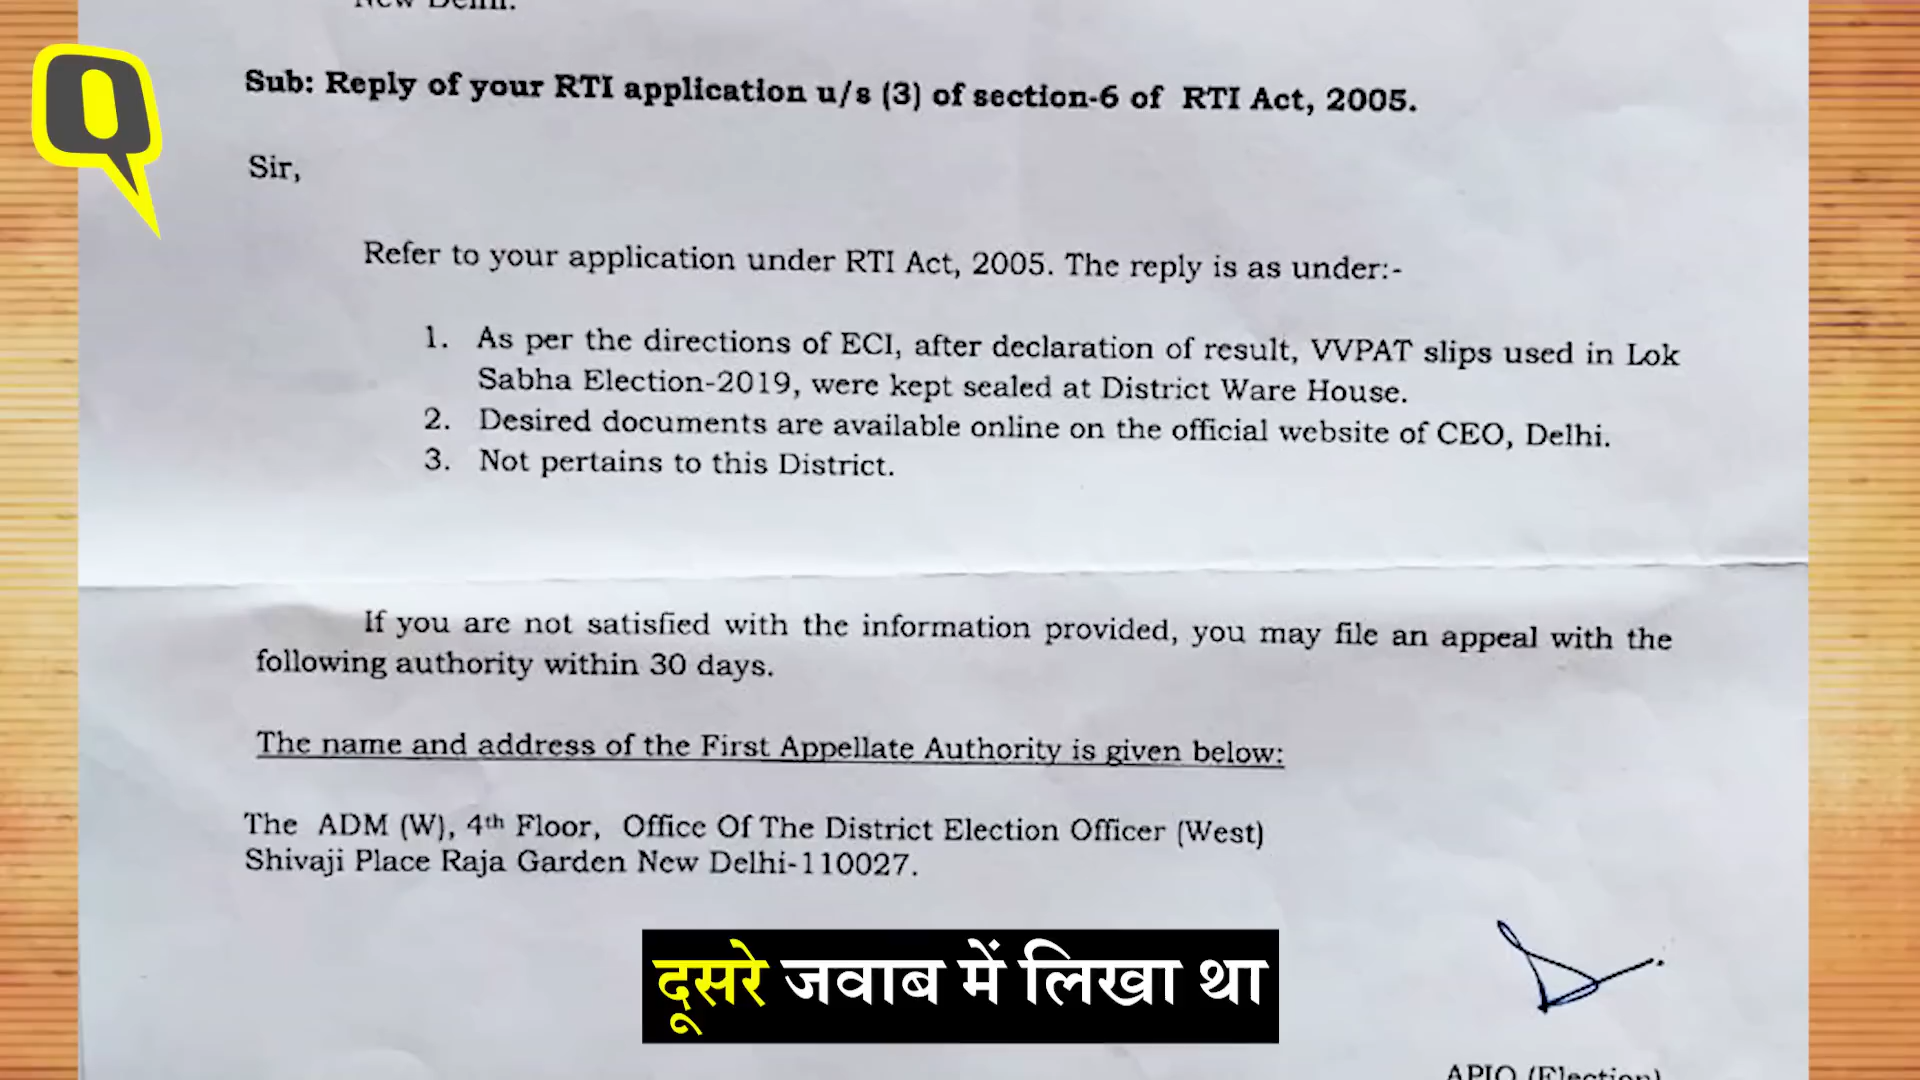 New Delhi.
Sub: Reply of your RTI application u/s (3) of section-6 of RTI Act, 2005.
Sir,
Refer to your application under RTI Act, 2005. The reply is as under:-
1. As per the directions of ECI, after declaration of result, VVPAT slips used in Lok
Sabha Election-2019, were kept sealed at District Ware House.
2. Desired documents are available online on the official website of CEO, Delhi.
3. Not pertains to this District.
If you are not satisfied with the information provided, you may file an appeal with the
following authority within 30 days.
The name and address of the First Appellate Authority is given below:
The ADM (W), 4th Floor, Office Of The District Election Officer (West)
Shivaji Place Raja Garden New Delhi-110027.
दूसरे जवाब में लिखा था
APIO (Election)
Q